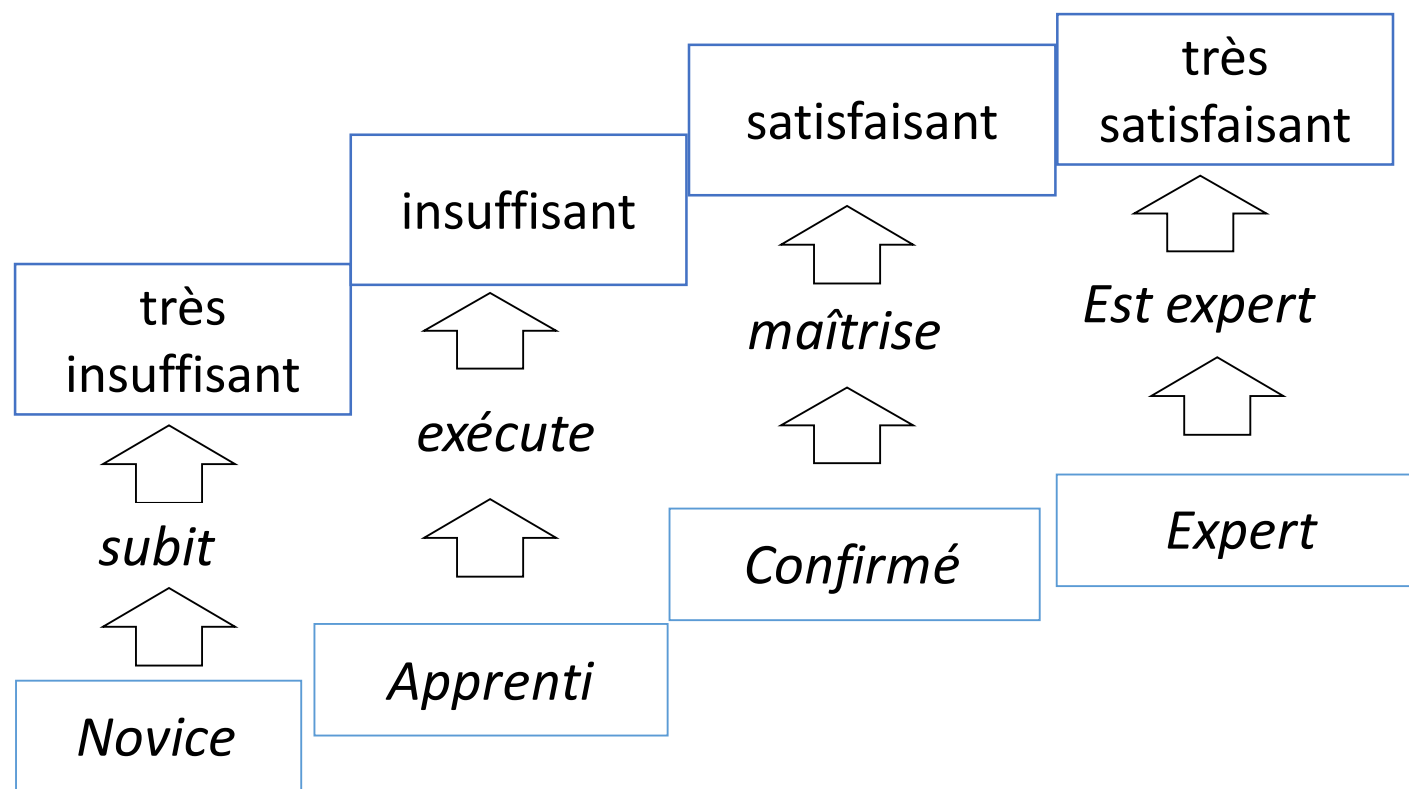 très
satisfaisant
satisfaisant
insuffisant
très
insuffisant
Est expert
maîtrise
exécute
subit
Expert
Confirmé
Apprenti
Novice